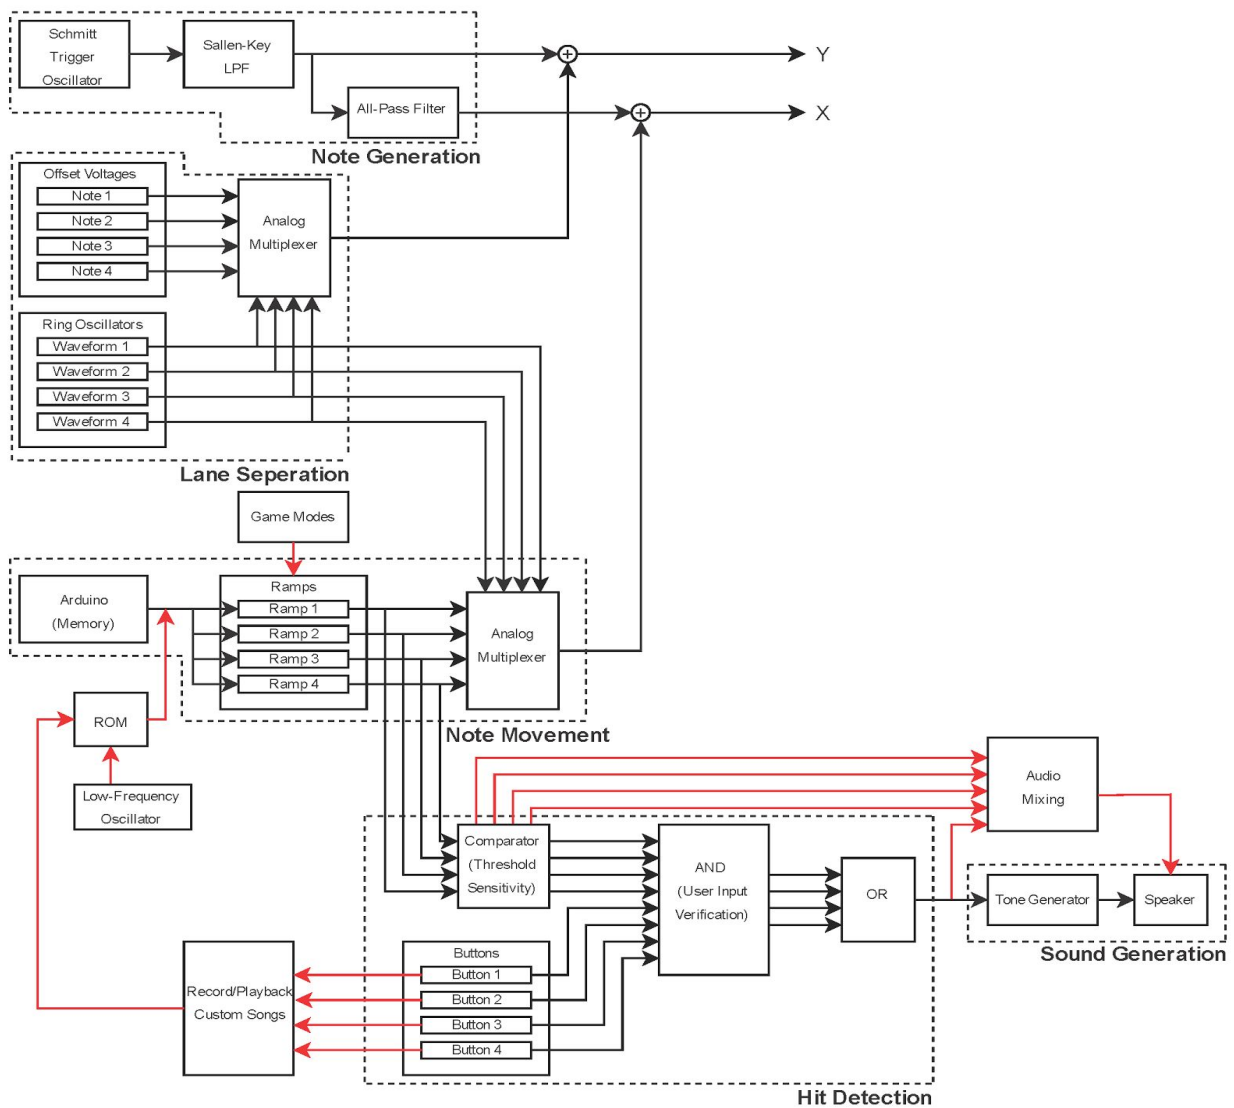 Schmitt
Trigger
Oscillator
Sallen-Key
LPF
All-Pass Filter
Y
X
Note Generation
Offset Voltages
Note 1
Note 2
Note 3
Note 4
Analog
Multiplexer
Ring Oscillators
Waveform 1
Waveform 2
Waveform 3
Waveform 4
Lane Seperation
Game Modes
Arduino
(Memory)
Ramps
Ramp 1
Ramp 2
Ramp 3
Ramp 4
Analog
Multiplexer
Note Movement
ROM
Low-Frequency
Oscillator
Audio
Mixing
Comparator
(Threshold
Sensitivity)
AND
(User Input
Verification)
OR
Tone Generator
Speaker
Sound Generation
Record/Playback
Custom Songs
Buttons
Button 1
Button 2
Button 3
Button 4
Hit Detection